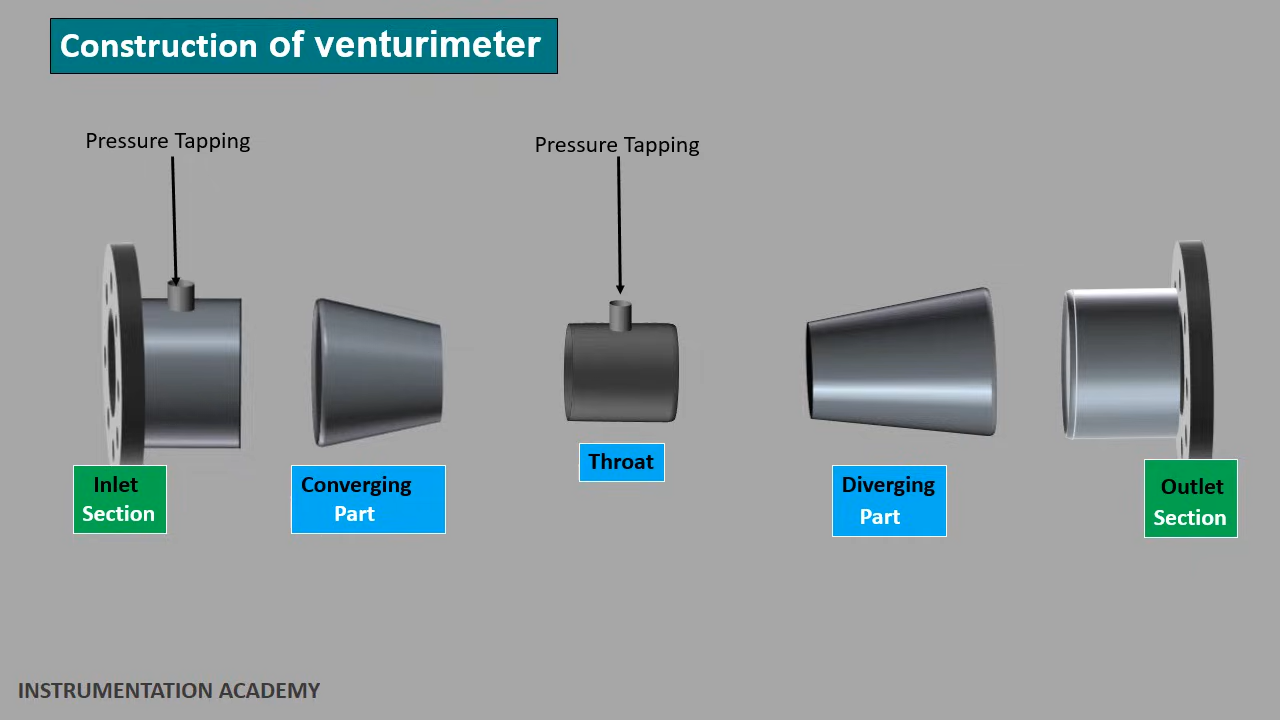 Construction of venturimeter
Pressure Tapping
Pressure Tapping
Inlet
Section
Converging
Part
Throat
Diverging
Part
Outlet
Section
INSTRUMENTATION ACADEMY